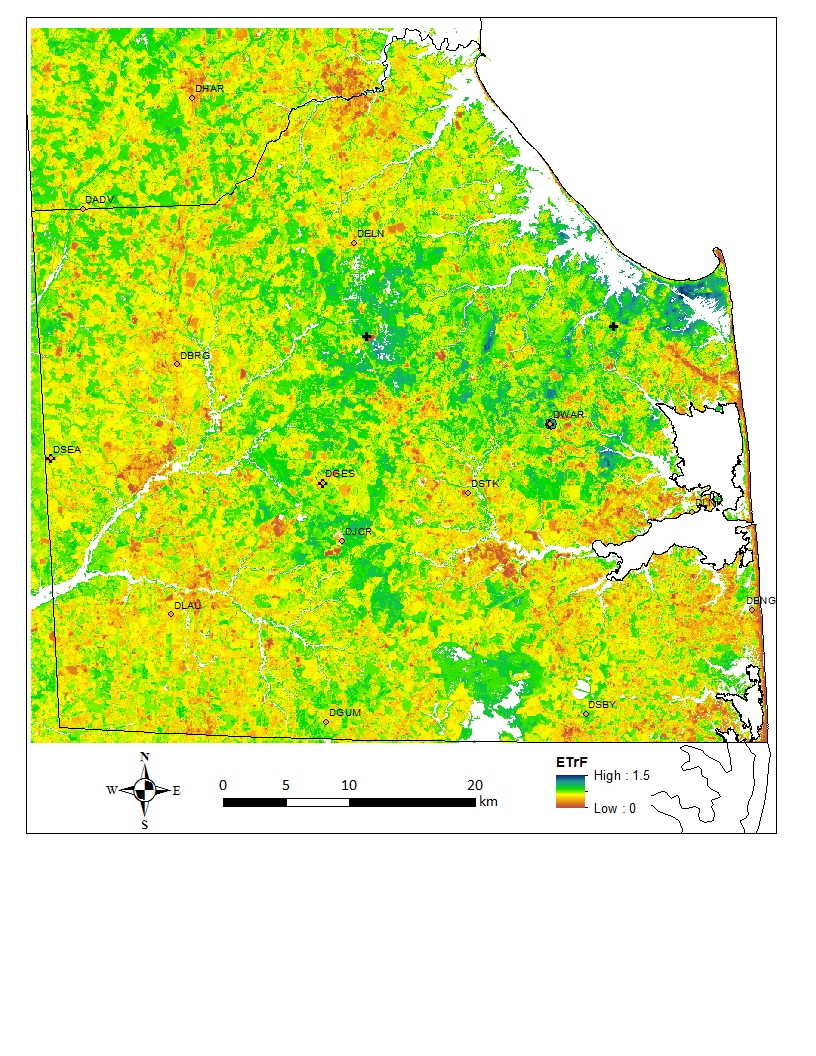 DHAR
DADV
DELN
DBRG
DWAR
DSEA
DGES
DSTK
DJCR
DBNG
DLAU
DGUM
DSBY
N
W
E
S
0 5 10 20
km
ETrF
High : 1.5
Low : 0